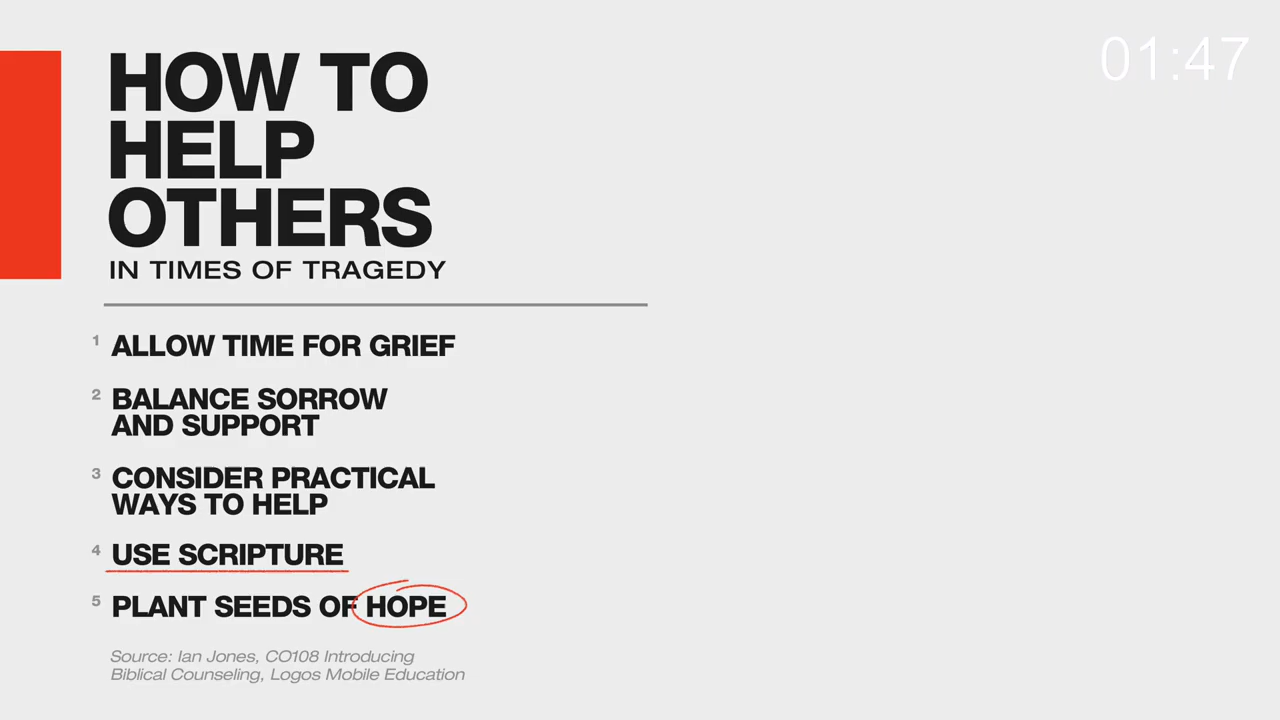 01:47
HOW TO
HELP
OTHERS
IN TIMES OF TRAGEDY
1 ALLOW TIME FOR GRIEF
2 BALANCE SORROW
AND SUPPORT
3 CONSIDER PRACTICAL
WAYS TO HELP
4 USE SCRIPTURE
5 PLANT SEEDS OF HOPE
Source: Ian Jones, CO108 Introducing
Biblical Counseling, Logos Mobile Education